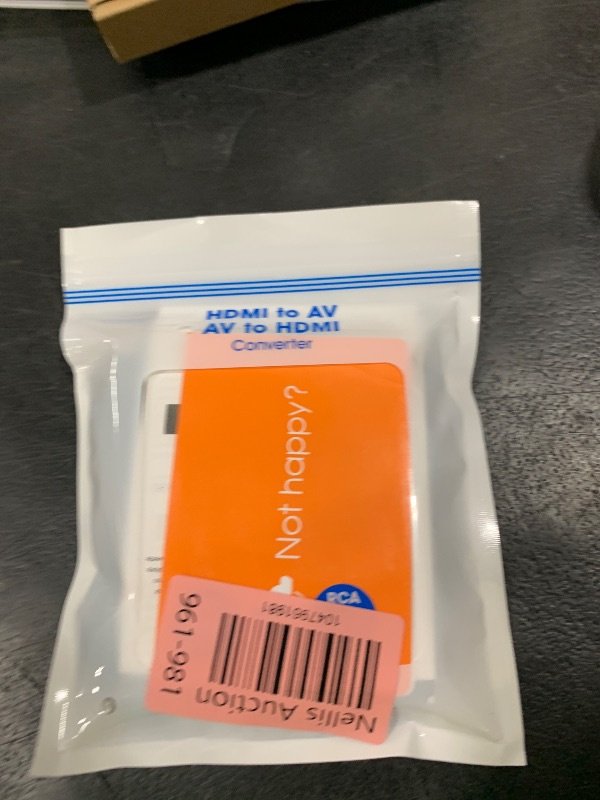 HDMI to AV
AV to HDMI
Converter
Not happy?
RCA
1047961981
961-981
Nellis Auction